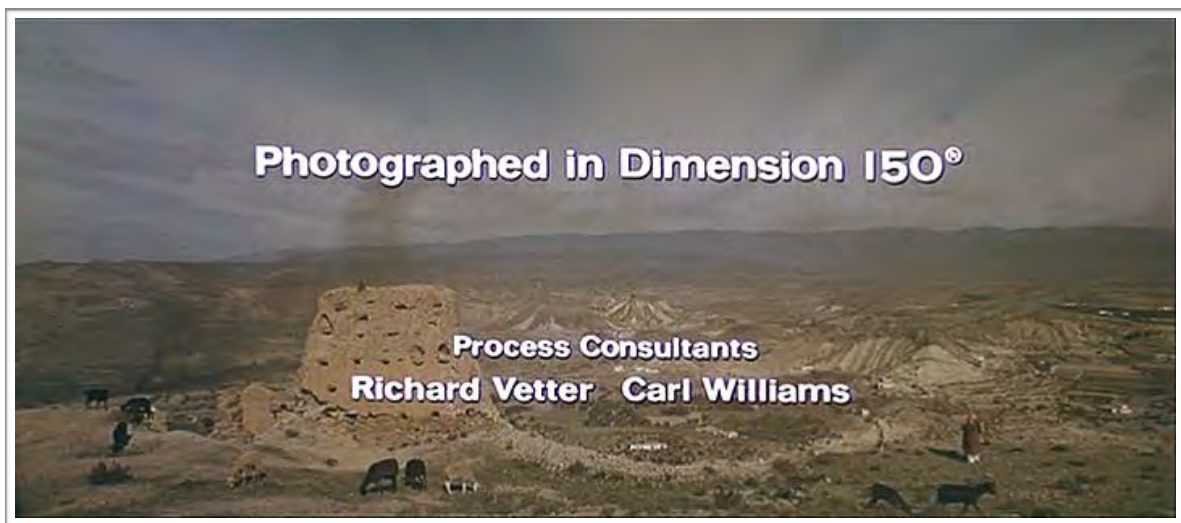 Photographed in Dimension 150®
Process Consultants
Richard Vetter  Carl Williams